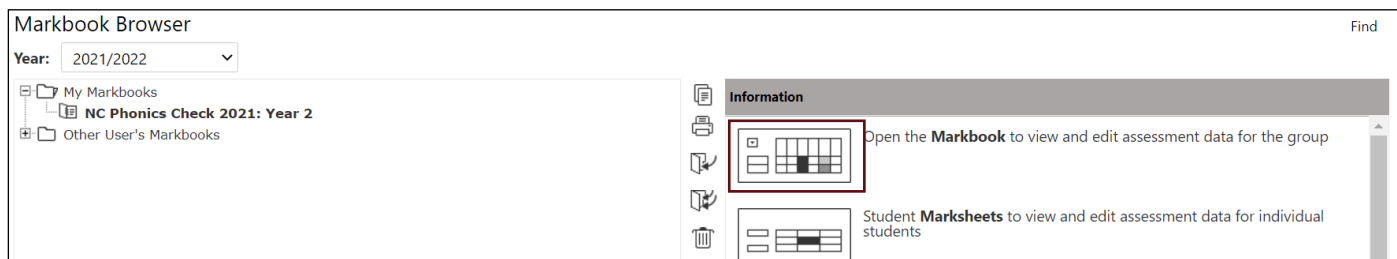 Markbook Browser
Find
Year: 2021/2022
My Markbooks
NC Phonics Check 2021: Year 2
Other User's Markbooks
Information
Open the Markbook to view and edit assessment data for the group
Student Marksheets to view and edit assessment data for individual
students